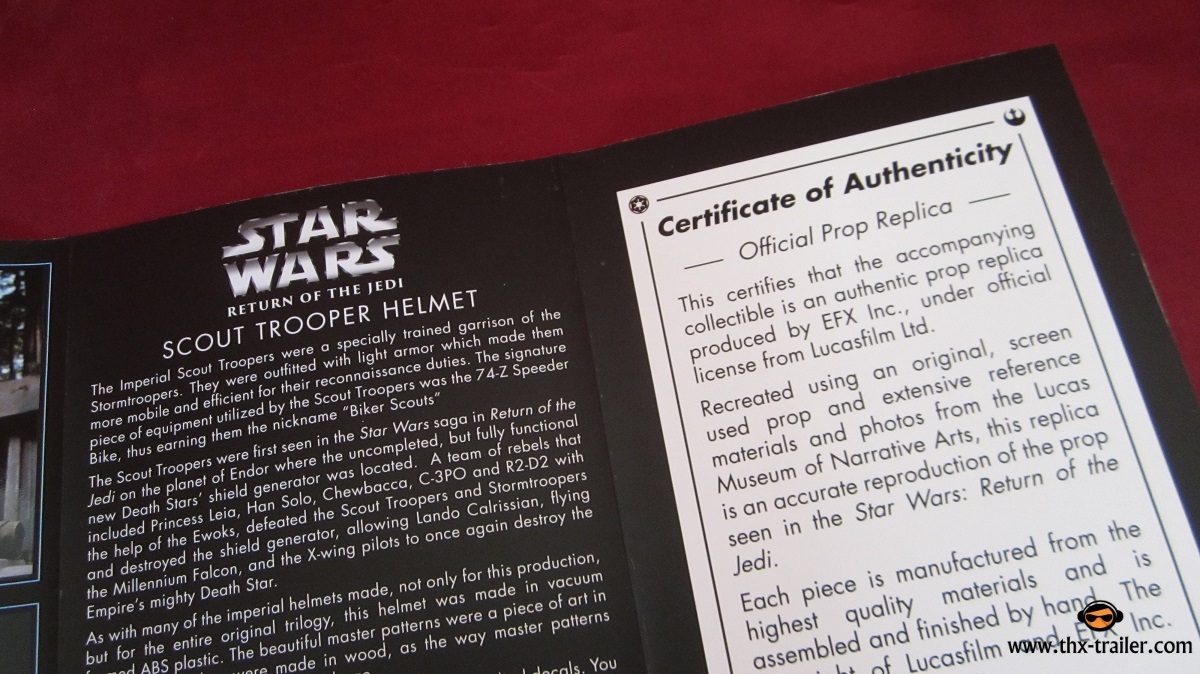 STAR
WARS
RETURN OF THE JEDI
SCOUT TROOPER HELMET
The Imperial Scout Troopers were a specially trained garrison of the
Stormtroopers. They were outfitted with light armor which made them
more mobile and efficient for their reconnaissance duties. The signature
piece of equipment utilized by the Scout Troopers was the 74-Z Speeder
Bike, thus earning them the nickname "Biker Scouts"
The Scout Troopers were first seen in the Star Wars saga in Return of the
Jedi on the planet of Endor where the uncompleted, but fully functional
new Death Stars' shield generator was located. A team of rebels that
included Princess Leia, Han Solo, Chewbacca, C-3PO and R2-D2 with
the help of the Ewoks, defeated the Scout Troopers and Stormtroopers
and destroyed the shield generator, allowing Lando Calrissian, flying
the Millennium Falcon, and the X-wing pilots to once again destroy the
Empire's mighty Death Star.
As with many of the imperial helmets made, not only for this production,
but for the entire original trilogy, this helmet was made in vacuum
formed ABS plastic. The beautiful master patterns were a piece of art in
were made in wood, as the way master patterns
decals. You
Certificate of Authenticity
Official Prop Replica
This certifies that the accompanying
collectible is an authentic prop replica
produced by EFX Inc., under official
license from Lucasfilm Ltd.
Recreated using an original, screen
used prop and extensive reference
materials and photos from the Lucas
Museum of Narrative Arts, this replica
is an accurate reproduction of the prop
seen in the Star Wars: Return of the
Jedi.
Each piece is manufactured from the
highest quality materials and is
assembled and finished by hand. The
of Lucasfilm and EFX Inc.
www.thx-trailer.com